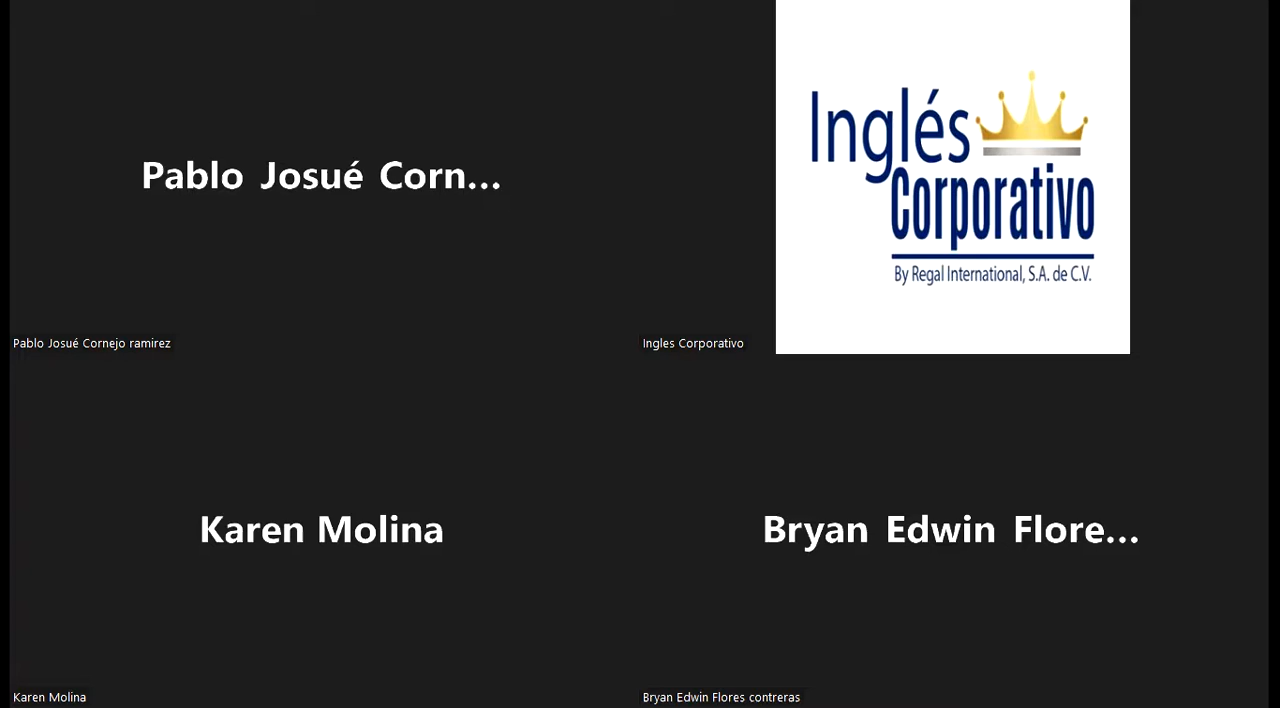 Pablo Josué Corn...
Pablo Josué Cornejo ramirez
Inglés
Corporativo
By Regal International, S.A. de C.V.
Ingles Corporativo
Karen Molina
Karen Molina
Bryan Edwin Flore...
Bryan Edwin Flores contreras